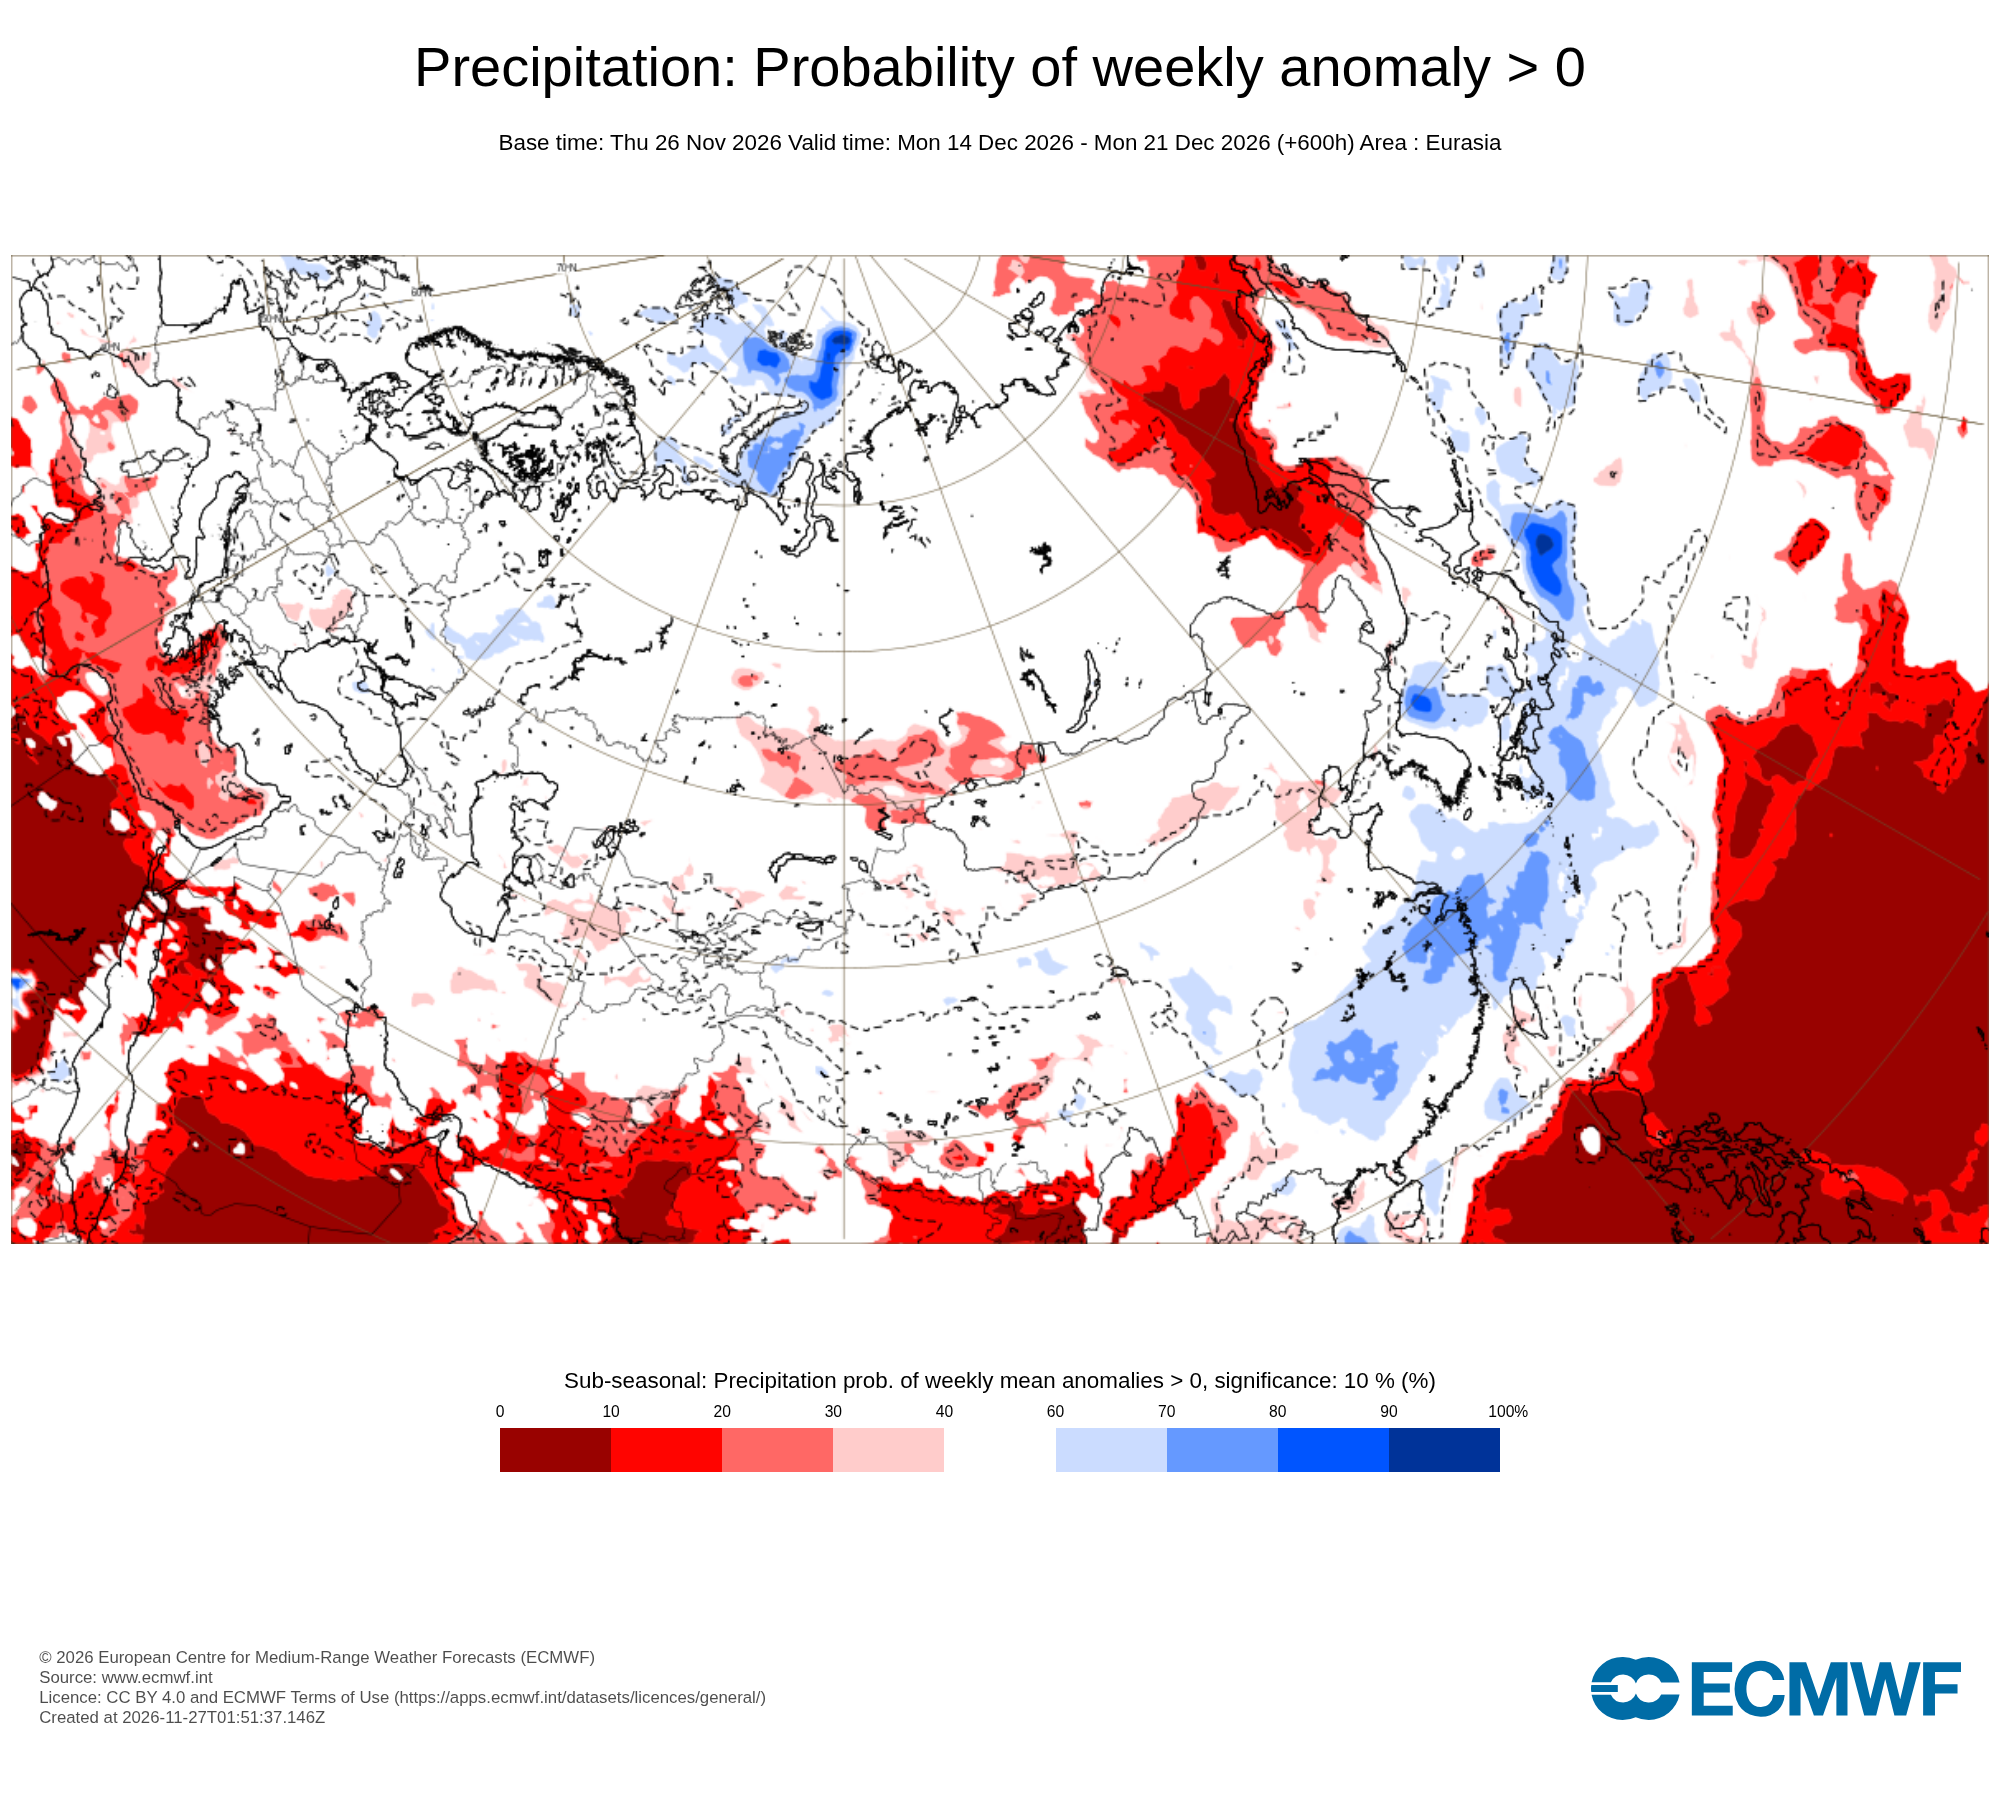 Precipitation: Probability of weekly anomaly > 0
Base time: Thu 26 Nov 2026 Valid time: Mon 14 Dec 2026 - Mon 21 Dec 2026 (+600h) Area : Eurasia
70°N
60°N
Sub-seasonal: Precipitation prob. of weekly mean anomalies > 0, significance: 10 % (%)
0 10 20 30 40 60 70 80 90 100%
© 2026 European Centre for Medium-Range Weather Forecasts (ECMWF)
Source: www.ecmwf.int
Licence: CC BY 4.0 and ECMWF Terms of Use (https://apps.ecmwf.int/datasets/licences/general/)
Created at 2026-11-27T01:51:37.146Z
ECMWF